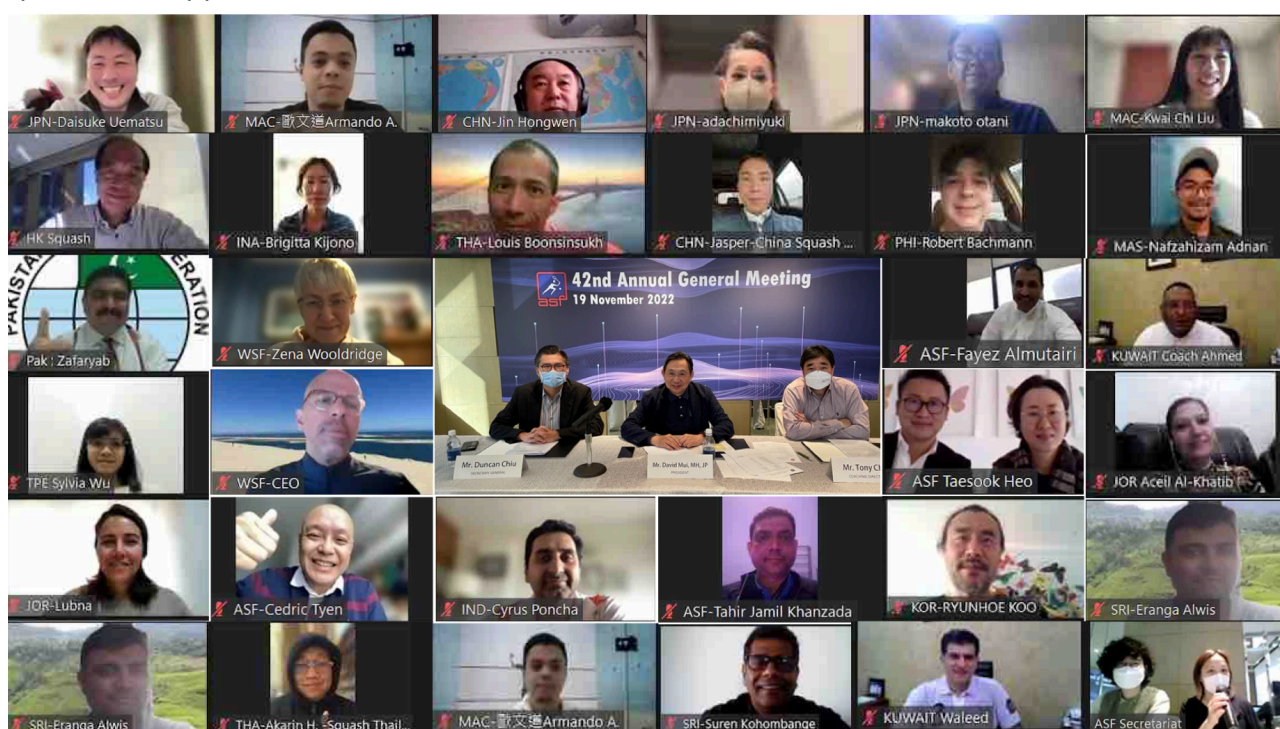 JPN-Daisuke Uematsu
MAC-歐文道Armando A.
CHN-Jin Hongwen
JPN-adachimiyuki
JPN-makoto otani
MAC-Kwai Chi Liu
HK Squash
INA-Brigitta Kijono
THA-Louis Boonsinsukh
CHN-Jasper-China Squash ...
PHI-Robert Bachmann
MAS-Nafzahizam Adnan
Pak : Zafaryab
WSF-Zena Wooldridge
asf
42nd Annual General Meeting
19 November 2022
ASF-Fayez Almutairi
KUWAIT Coach Ahmed
TPE Sylvia Wu
WSF-CEO
Mr. Duncan Chiu
Mr. David Mui, MH, JP
PRESIDENT
Mr. Tony
ASF Taesook Heo
JOR Aceil Al-Khatib
JOR-Lubna
ASF-Cedric Tyen
IND-Cyrus Poncha
ASF-Tahir Jamil Khanzada
KOR-RYUNHOE KOO
SRI-Eranga Alwis
SRI-Eranga Alwis
THA-Akarin H. -Squash Thail...
MAC-歐文道Armando A.
SRI-Suren Kohombange
KUWAIT Waleed
ASF Secretariat